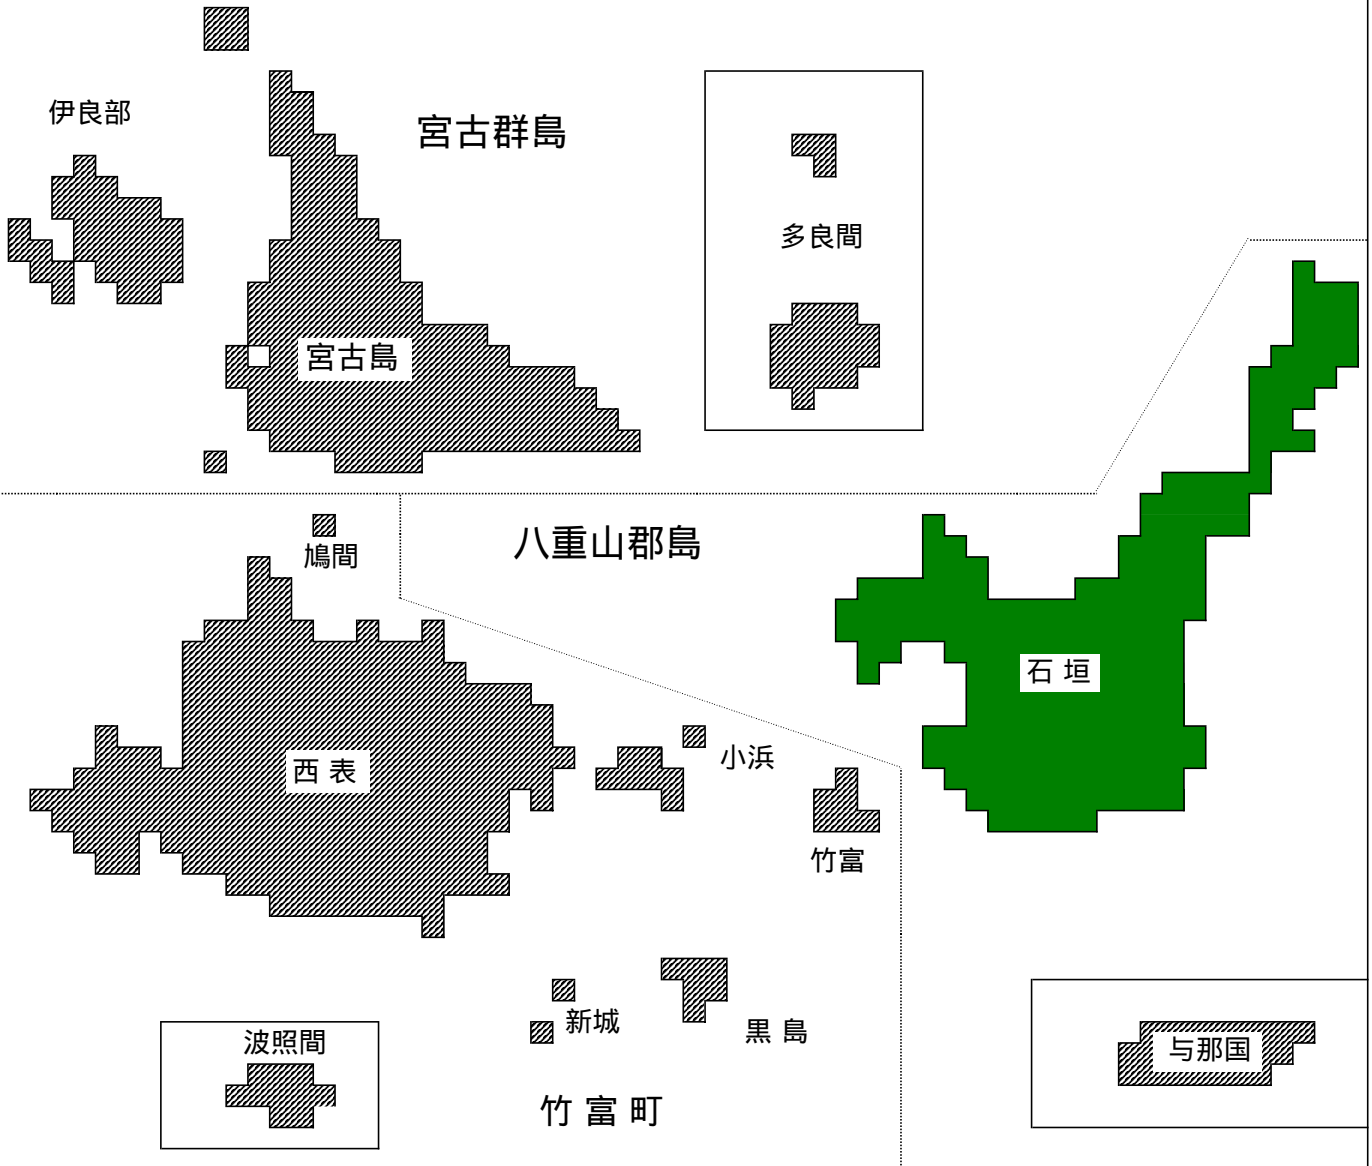 伊良部
宮古群島
多良間
宮古島
八重山郡島
鳩間
石 垣
西 表
小浜
竹富
新城
黒 島
波照間
与那国
竹 富 町